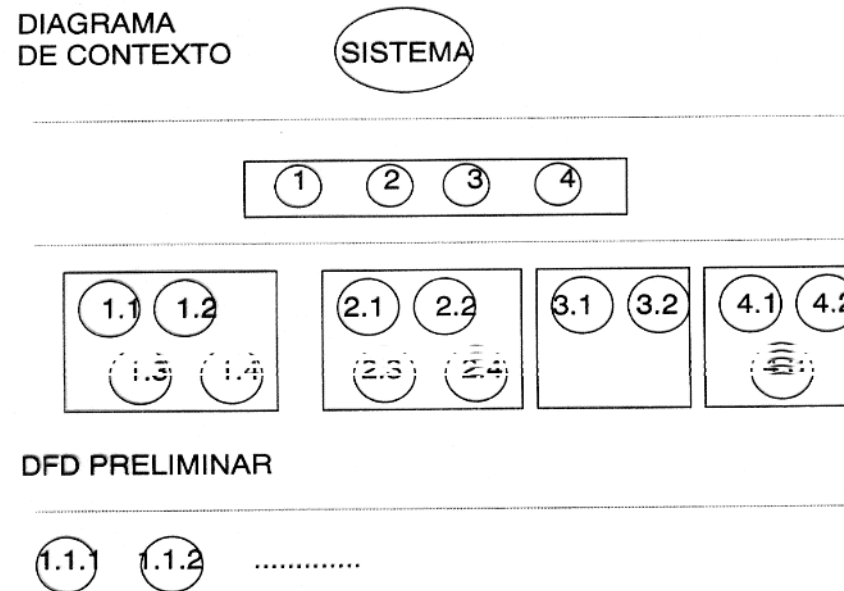 DIAGRAMA
DE CONTEXTO
SISTEMA
1 2 3 4
1.1 1.2 2.1 2.2 3.1 3.2 4.1 4.2
1.3 1.4 2.3 2.4
DFD PRELIMINAR
1.1.1 1.1.2 ..............